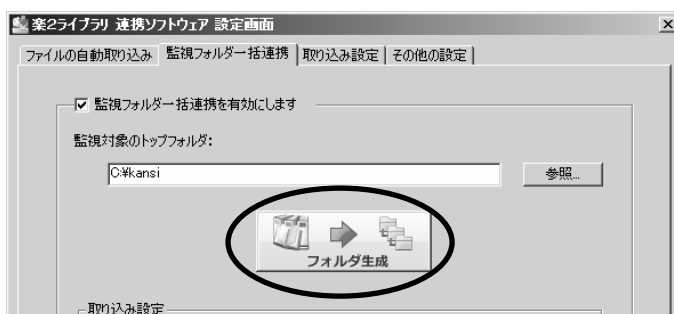 楽2ライブラリ 連携ソフトウェア 設定画面
ファイルの自動取り込み 監視フォルダ一括連携 取り込み設定 その他の設定
監視フォルダ一括連携を有効にします
監視対象のトップフォルダ:
C:¥kansi 参照...
フォルダ生成
取り込み設定